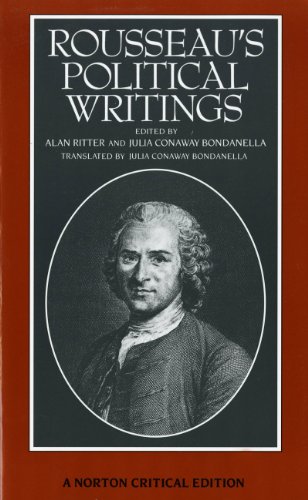 ROUSSEAU'S
POLITICAL
WRITINGS
EDITED BY
ALAN RITTER AND JULIA CONAWAY BONDANELLA
TRANSLATED BY JULIA CONAWAY BONDANELLA
A NORTON CRITICAL EDITION